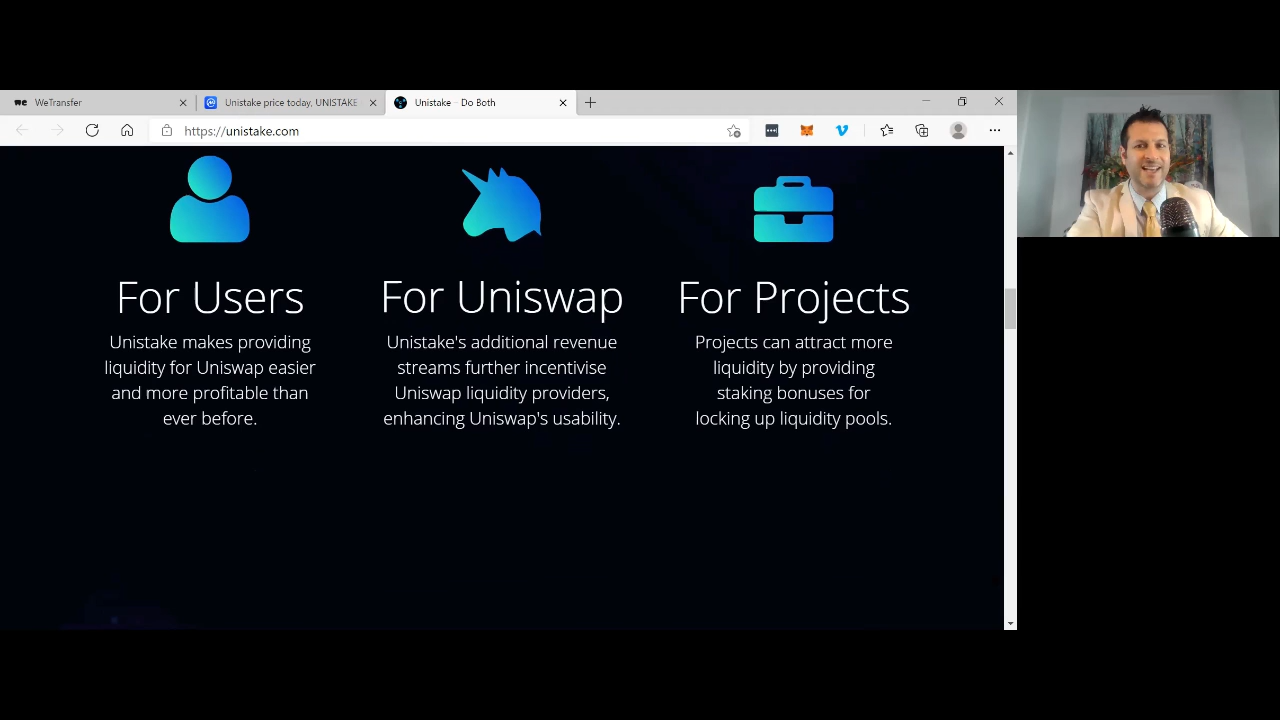 WeTransfer
Unistake price today, UNISTAKE
Unistake - Do Both
https://unistake.com
For Users
Unistake makes providing
liquidity for Uniswap easier
and more profitable than
ever before.
For Uniswap
Unistake's additional revenue
streams further incentivise
Uniswap liquidity providers,
enhancing Uniswap's usability.
For Projects
Projects can attract more
liquidity by providing
staking bonuses for
locking up liquidity pools.